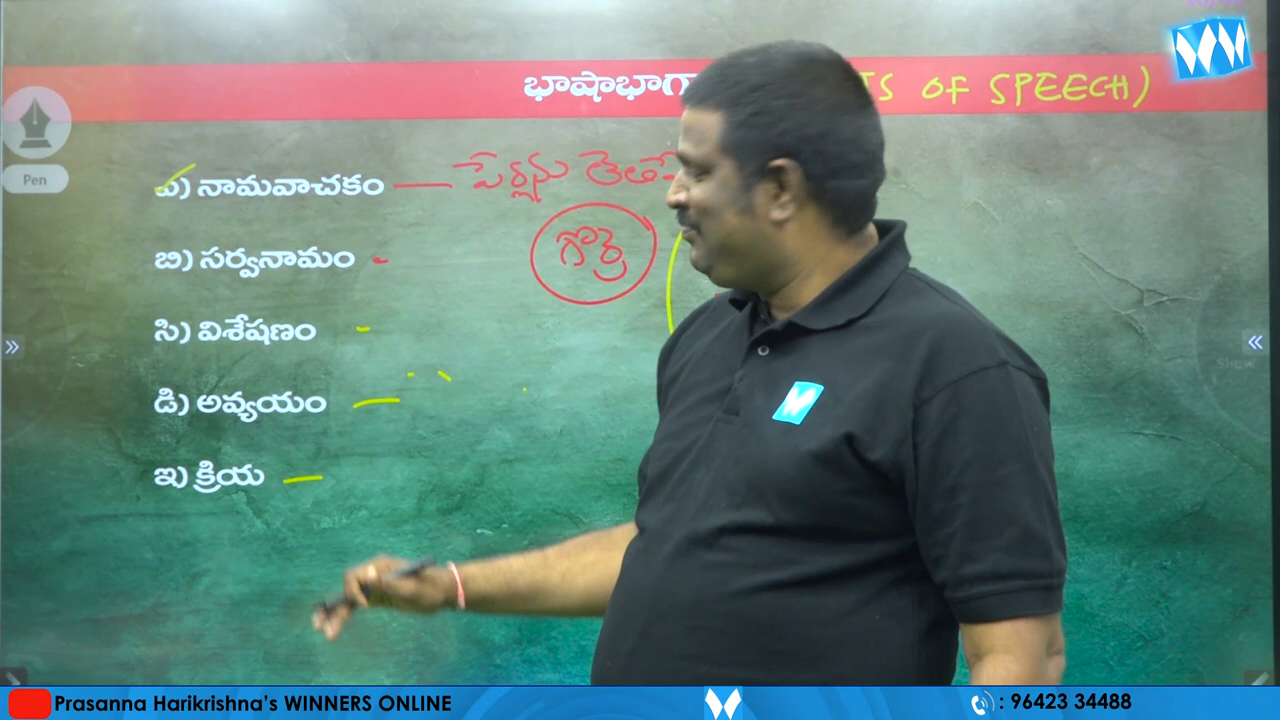 భాషాభాగా S OF SPEECH)
Pen
ఎ) నామవాచకం — పేర్లను తెలిపే
గొర్రె
బి) సర్వనామం -
సి) విశేషణం -
డి) అవ్యయం —
ఇ) క్రియ —
Prasanna Harikrishna's WINNERS ONLINE
: 96423 34488